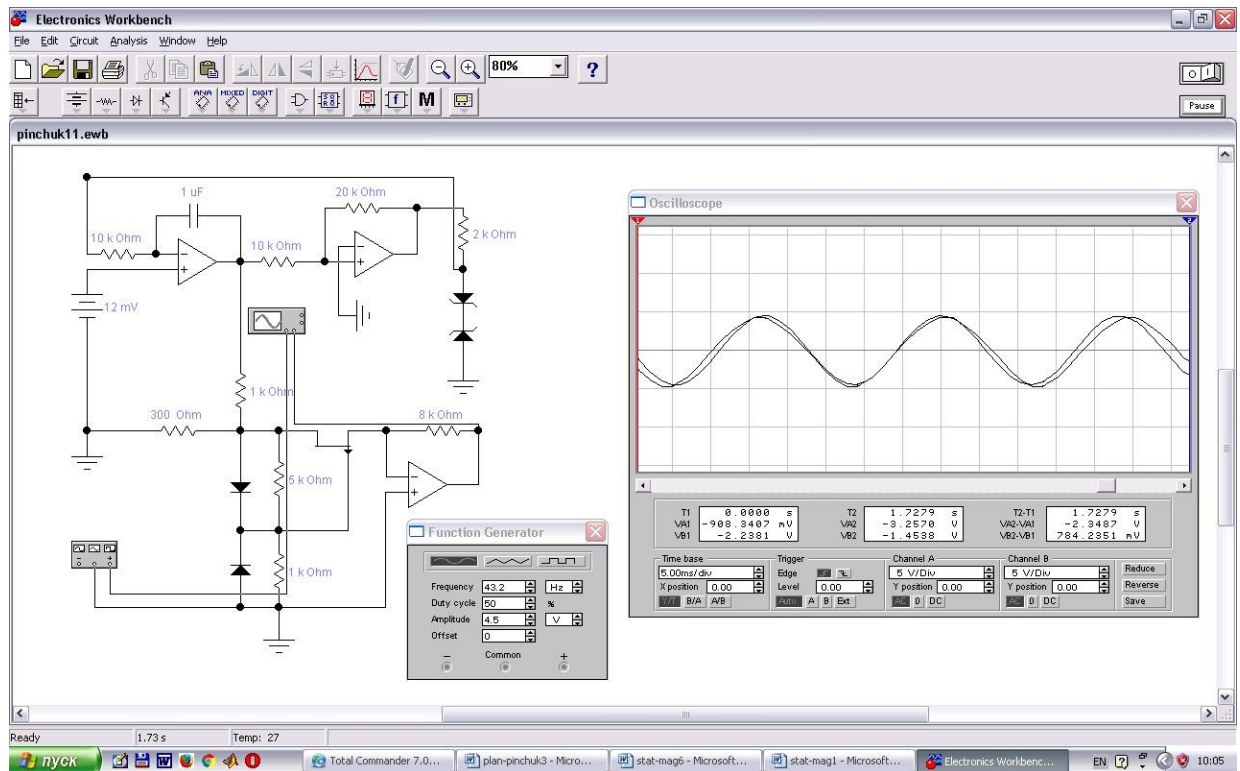 Electronics Workbench
File Edit Circuit Analysis Window Help
80%
?
ANA MIXED DIGIT
f M
Pause
pinchuk11.ewb
1 uF
20 k Ohm
10 k Ohm
10 k Ohm
2 k Ohm
12 mV
1 k Ohm
300 Ohm
8 k Ohm
5 k Ohm
1 k Ohm
Oscilloscope
1 2
T1 0.0000 s
VA1 -908.3407 mV
VB1 -2.2381 V
T2 1.7279 s
VA2 -3.2570 V
VB2 -1.4538 V
T2-T1 1.7279 s
VA2-VA1 -2.3487 V
VB2-VB1 784.2351 mV
Time base
5.00ms/div
X position 0.00
Y/T B/A A/B
Trigger
Edge
Level 0.00
Auto A B Ext
Channel A
5 V/Div
Y position 0.00
AC 0 DC
Channel B
5 V/Div
Y position 0.00
AC 0 DC
Reduce
Reverse
Save
Function Generator
Frequency 43.2 Hz
Duty cycle 50 %
Amplitude 4.5 V
Offset 0
− Common +
Ready 1.73 s Temp: 27
пуск
Total Commander 7.0...
plan-pinchuk3 - Micro...
stat-mag6 - Microsoft...
stat-mag1 - Microsoft...
Electronics Workbenc...
EN
10:05